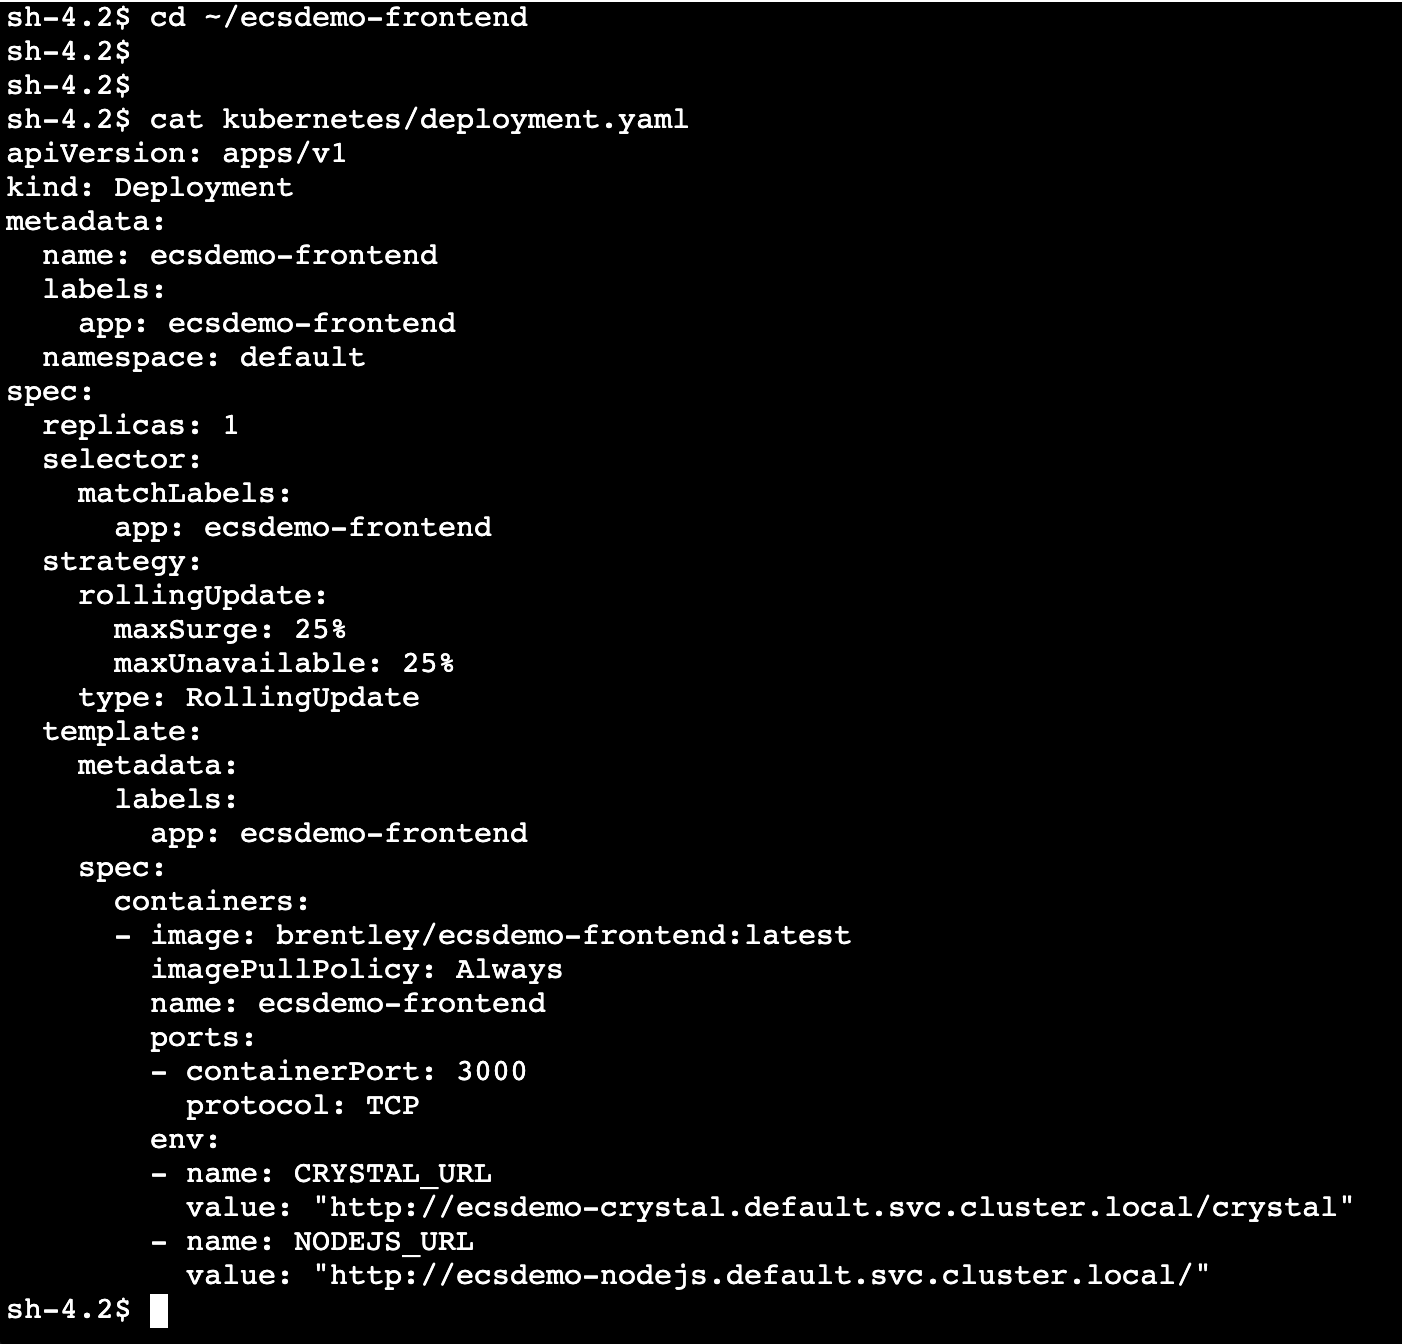 sh-4.2$ cd ~/ecsdemo-frontend
sh-4.2$
sh-4.2$
sh-4.2$ cat kubernetes/deployment.yaml
apiVersion: apps/v1
kind: Deployment
metadata:
  name: ecsdemo-frontend
  labels:
    app: ecsdemo-frontend
  namespace: default
spec:
  replicas: 1
  selector:
    matchLabels:
      app: ecsdemo-frontend
  strategy:
    rollingUpdate:
      maxSurge: 25%
      maxUnavailable: 25%
    type: RollingUpdate
  template:
    metadata:
      labels:
        app: ecsdemo-frontend
    spec:
      containers:
      - image: brentley/ecsdemo-frontend:latest
        imagePullPolicy: Always
        name: ecsdemo-frontend
        ports:
        - containerPort: 3000
          protocol: TCP
        env:
        - name: CRYSTAL_URL
          value: "http://ecsdemo-crystal.default.svc.cluster.local/crystal"
        - name: NODEJS_URL
          value: "http://ecsdemo-nodejs.default.svc.cluster.local/"
sh-4.2$